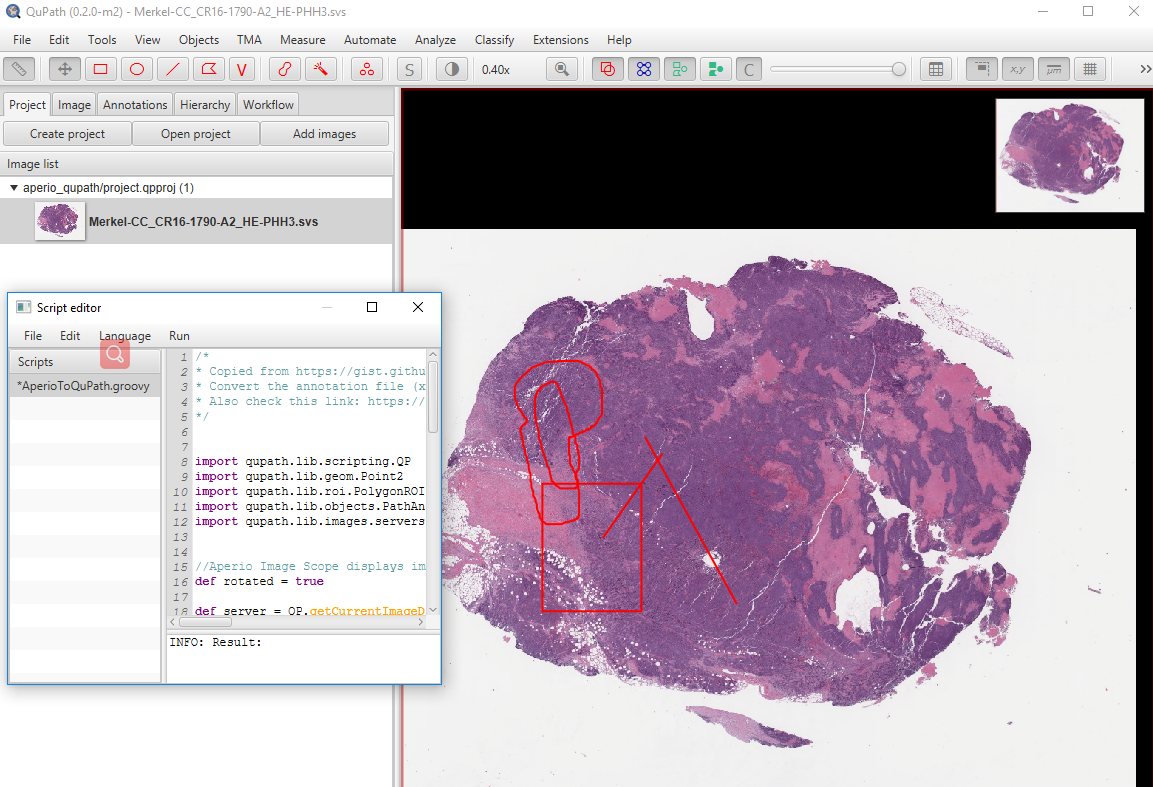 QuPath (0.2.0-m2) - Merkel-CC_CR16-1790-A2_HE-PHH3.svs
File Edit Tools View Objects TMA Measure Automate Analyze Classify Extensions Help
V S 0.40x C x,y μm
Project Image Annotations Hierarchy Workflow
Create project Open project Add images
Image list
aperio_qupath/project.qpproj (1)
Merkel-CC_CR16-1790-A2_HE-PHH3.svs
Script editor
File Edit Language Run
Scripts
*AperioToQuPath.groovy
1 /*
2 * Copied from https://gist.githu
3 * Convert the annotation file (x
4 * Also check this link: https://
5 */
6
7
8 import qupath.lib.scripting.QP
9 import qupath.lib.geom.Point2
10 import qupath.lib.roi.PolygonROI
11 import qupath.lib.objects.PathAn
12 import qupath.lib.images.servers
13
14
15 //Aperio Image Scope displays im
16 def rotated = true
17
18 def server = QP.getCurrentImageD
INFO: Result: